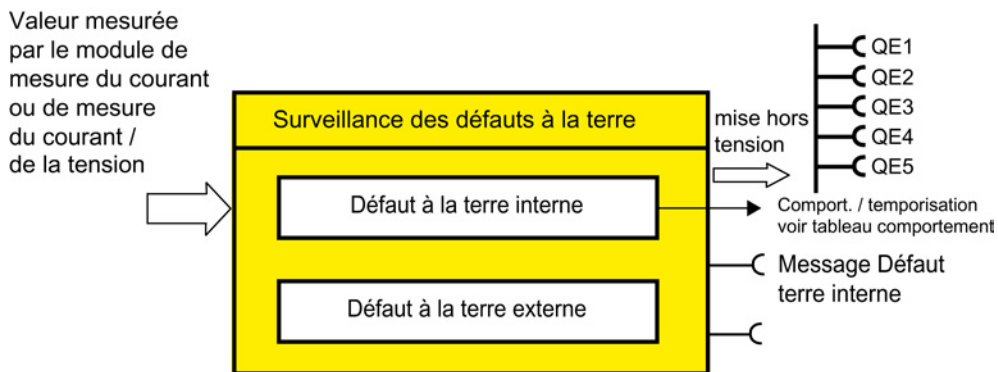 Valeur mesurée
par le module de
mesure du courant
ou de mesure
du courant /
de la tension
Surveillance des défauts à la terre
Défaut à la terre interne
Défaut à la terre externe
mise hors
tension
QE1
QE2
QE3
QE4
QE5
Comport. / temporisation
voir tableau comportement
Message Défaut
terre interne